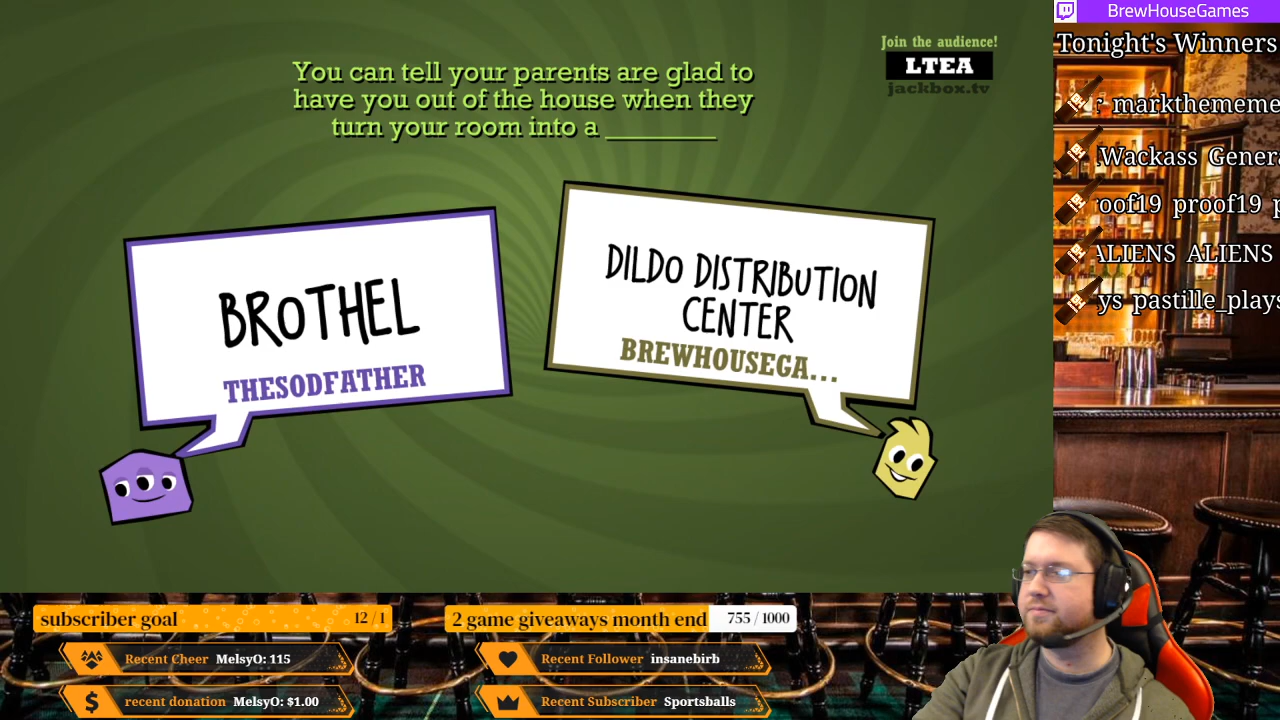 BrewHouseGames
Tonight's Winners
Join the audience!
LTEA
jackbox.tv
You can tell your parents are glad to
have you out of the house when they
turn your room into a ________
markthememe
Wackass Genera
oof19 proof19 p
ALIENS ALIENS
ys pastille_plays
BROTHEL
THESODFATHER
DILDO DISTRIBUTION
CENTER
BREWHOUSEGA...
subscriber goal 12 / 1
2 game giveaways month end 755 / 1000
Recent Cheer MelsyO: 115
Recent Follower insanebirb
recent donation MelsyO: $1.00
Recent Subscriber Sportsballs